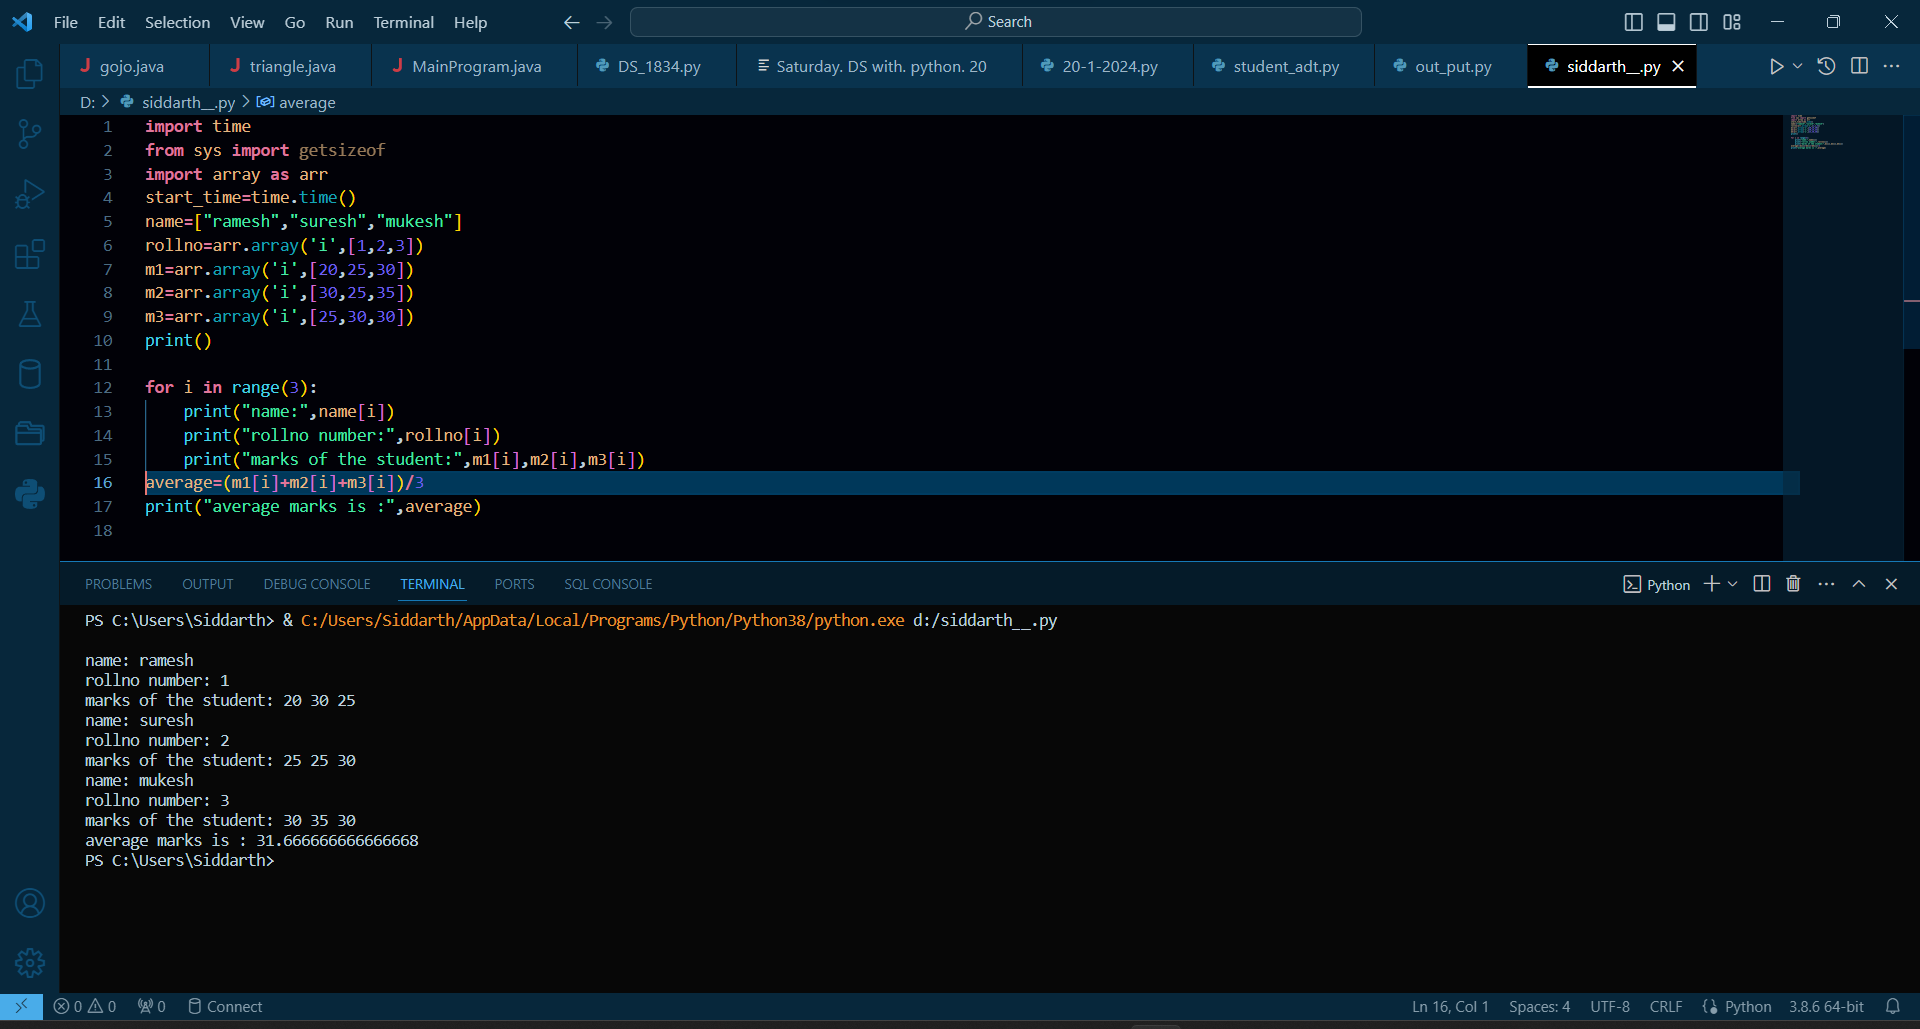 File Edit Selection View Go Run Terminal Help Search
gojo.java triangle.java MainProgram.java DS_1834.py Saturday. DS with. python. 20 20-1-2024.py student_adt.py out_put.py siddarth__.py
D: > siddarth__.py > average
1 import time
2 from sys import getsizeof
3 import array as arr
4 start_time=time.time()
5 name=["ramesh","suresh","mukesh"]
6 rollno=arr.array('i',[1,2,3])
7 m1=arr.array('i',[20,25,30])
8 m2=arr.array('i',[30,25,35])
9 m3=arr.array('i',[25,30,30])
10 print()
11
12 for i in range(3):
13     print("name:",name[i])
14     print("rollno number:",rollno[i])
15     print("marks of the student:",m1[i],m2[i],m3[i])
16 average=(m1[i]+m2[i]+m3[i])/3
17 print("average marks is :",average)
18
PROBLEMS OUTPUT DEBUG CONSOLE TERMINAL PORTS SQL CONSOLE Python
PS C:\Users\Siddarth> & C:/Users/Siddarth/AppData/Local/Programs/Python/Python38/python.exe d:/siddarth__.py
name: ramesh
rollno number: 1
marks of the student: 20 30 25
name: suresh
rollno number: 2
marks of the student: 25 25 30
name: mukesh
rollno number: 3
marks of the student: 30 35 30
average marks is : 31.666666666666668
PS C:\Users\Siddarth>
0 0 0 Connect Ln 16, Col 1 Spaces: 4 UTF-8 CRLF Python 3.8.6 64-bit